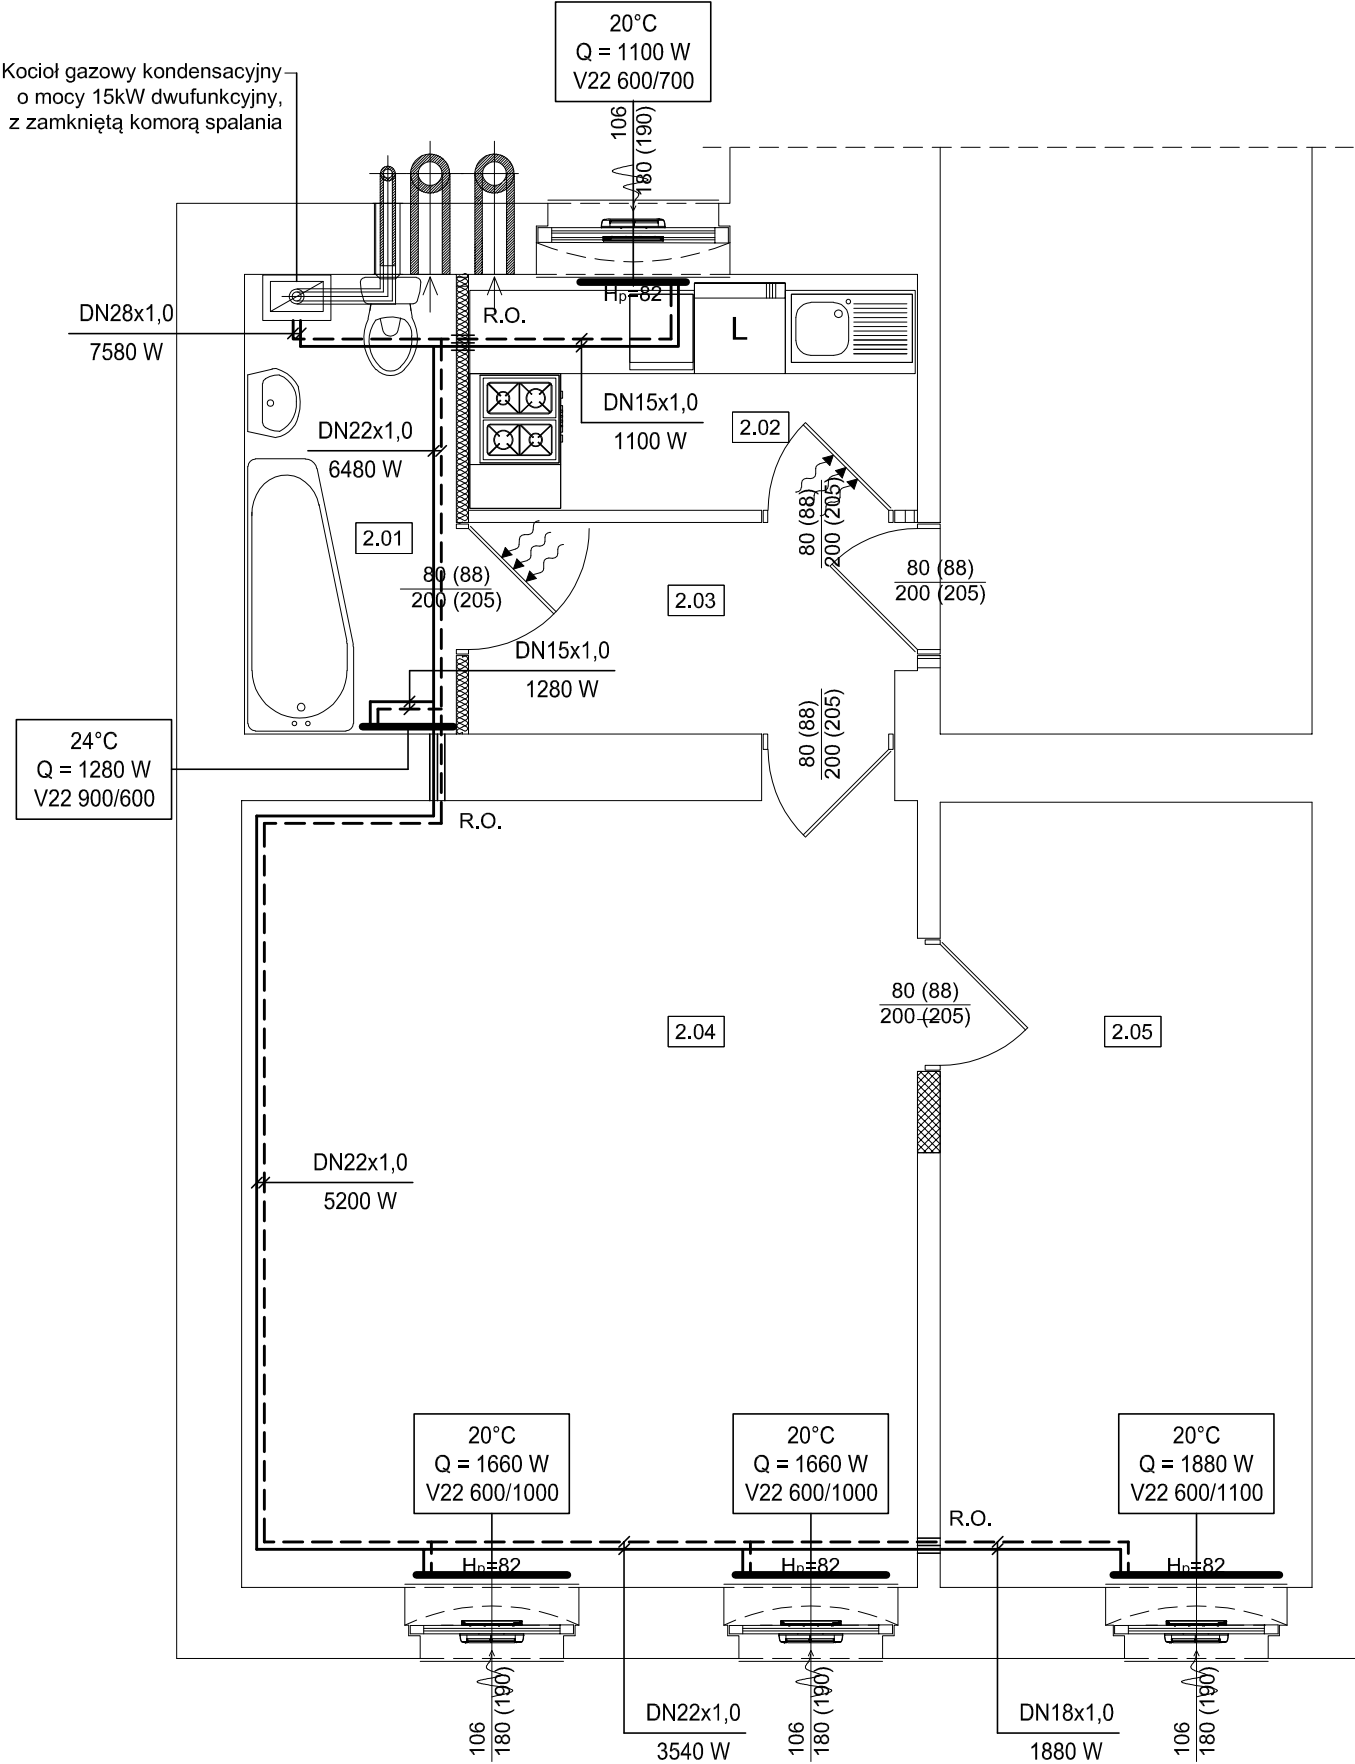 20°C
Q = 1100 W
V22 600/700
Kocioł gazowy kondensacyjny
o mocy 15kW dwufunkcyjny,
z zamkniętą komorą spalania
106
180 (190)
Hp=82
R.O.
DN28x1,0
7580 W
L
DN15x1,0
1100 W
2.02
DN22x1,0
6480 W
2.01
80 (88)
200 (205)
80 (88)
200 (205)
80 (88)
200 (205)
2.03
DN15x1,0
1280 W
80 (88)
200 (205)
24°C
Q = 1280 W
V22 900/600
R.O.
80 (88)
200 (205)
2.04
2.05
DN22x1,0
5200 W
20°C
Q = 1660 W
V22 600/1000
20°C
Q = 1660 W
V22 600/1000
20°C
Q = 1880 W
V22 600/1100
R.O.
Hp=82
Hp=82
Hp=82
106
180 (190)
DN22x1,0
3540 W
106
180 (190)
DN18x1,0
1880 W
106
180 (190)